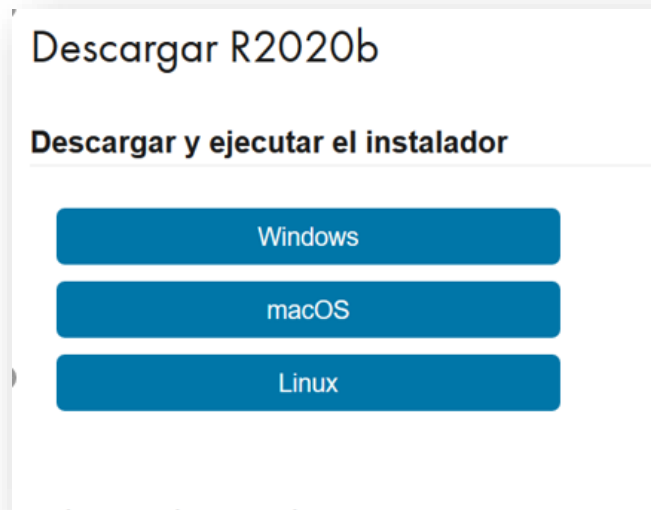 Descargar R2020b
Descargar y ejecutar el instalador
Windows
macOS
Linux